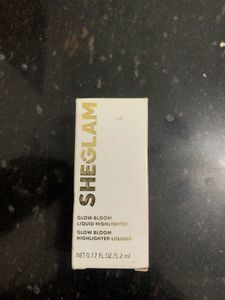 SHEGLAM
GLOW BLOOM
LIQUID HIGHLIGHTER
GLOW BLOOM
HIGHLIGHTER LIQUIDE
NET 0.17 FL OZ /5.2 ml